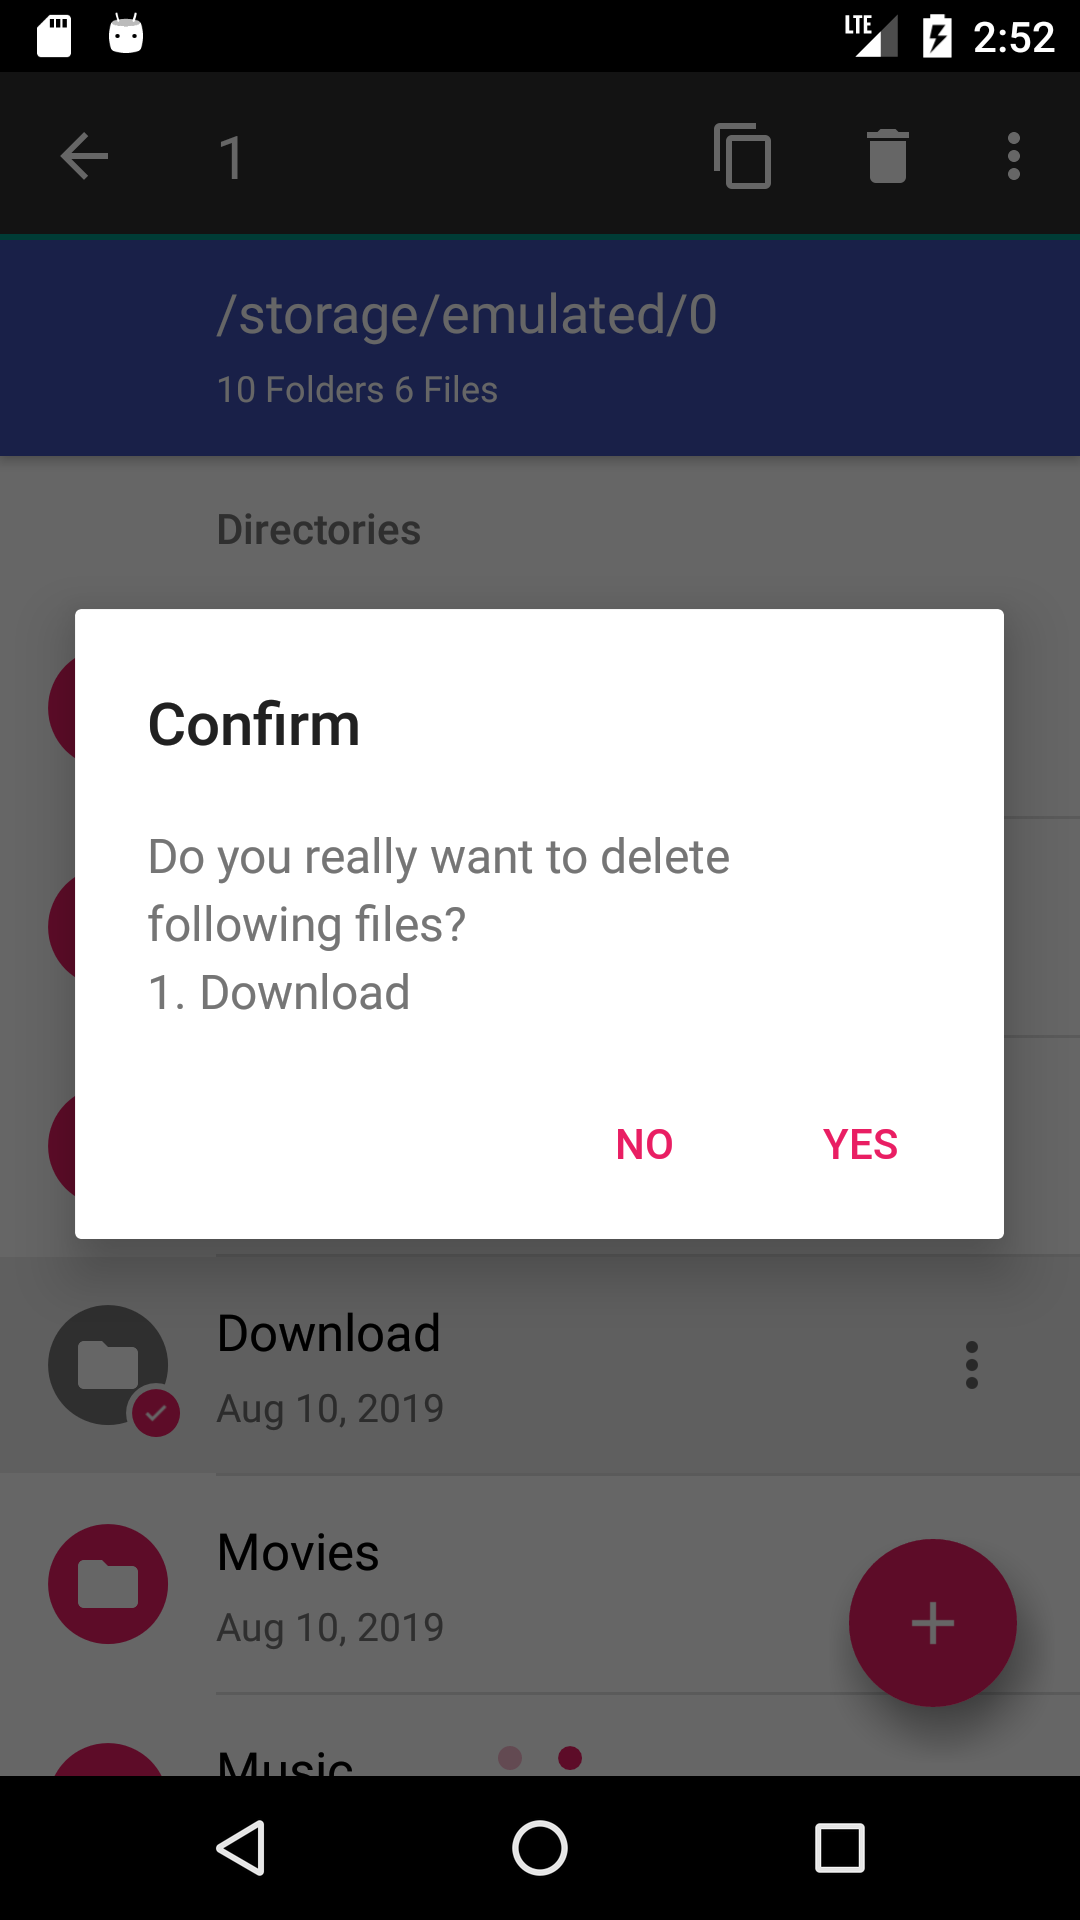 LTE 2:52
1
/storage/emulated/0
10 Folders 6 Files
Directories
Confirm
Do you really want to delete
following files?
1. Download
NO YES
Download
Aug 10, 2019
Movies
Aug 10, 2019
Music